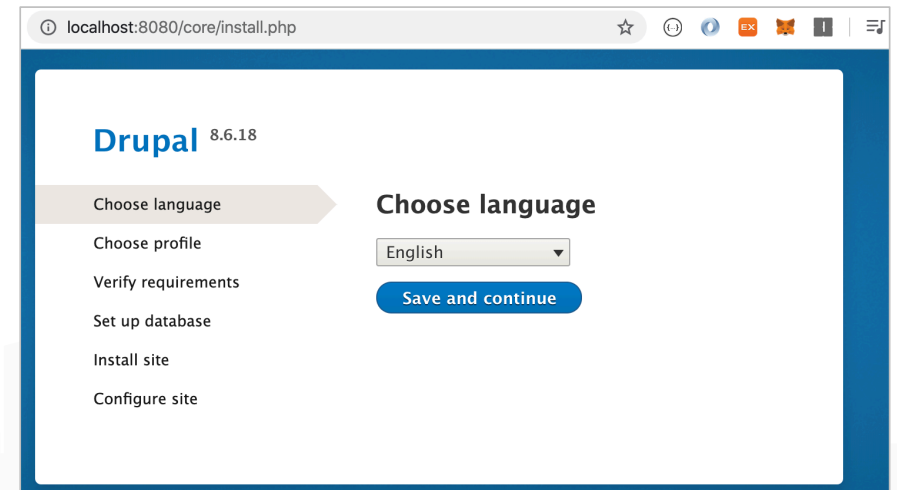 localhost:8080/core/install.php
EX
Drupal 8.6.18
Choose language
Choose profile
Verify requirements
Set up database
Install site
Configure site
Choose language
English
Save and continue